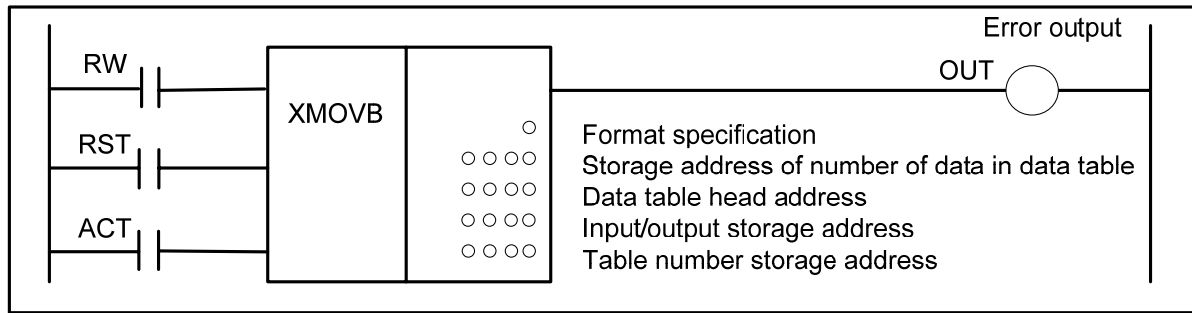 Error output
RW
OUT
XMOVB
RST
Format specification
Storage address of number of data in data table
Data table head address
ACT
Input/output storage address
Table number storage address